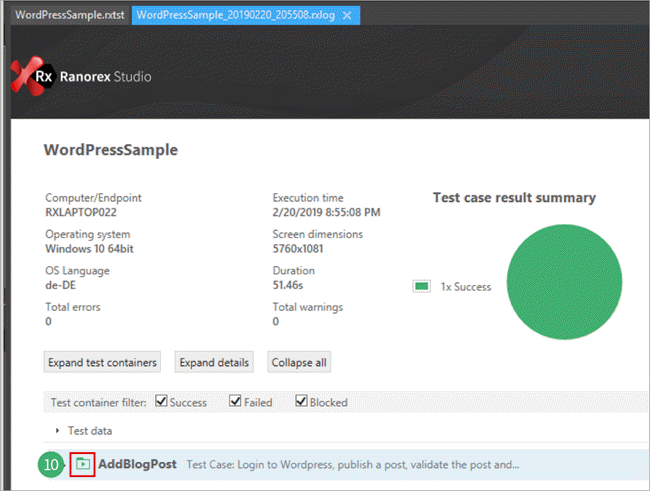 WordPressSample.rxtst WordPressSample_20190220_205508.rxlog ×
Rx Ranorex Studio
WordPressSample
Computer/Endpoint
RXLAPTOP022
Execution time
2/20/2019 8:55:08 PM
Operating system
Windows 10 64bit
Screen dimensions
5760x1081
OS Language
de-DE
Duration
51.46s
Total errors
0
Total warnings
0
Test case result summary
1x Success
Expand test containers Expand details Collapse all
Test container filter: Success Failed Blocked
Test data
10 AddBlogPost Test Case: Login to Wordpress, publish a post, validate the post and...